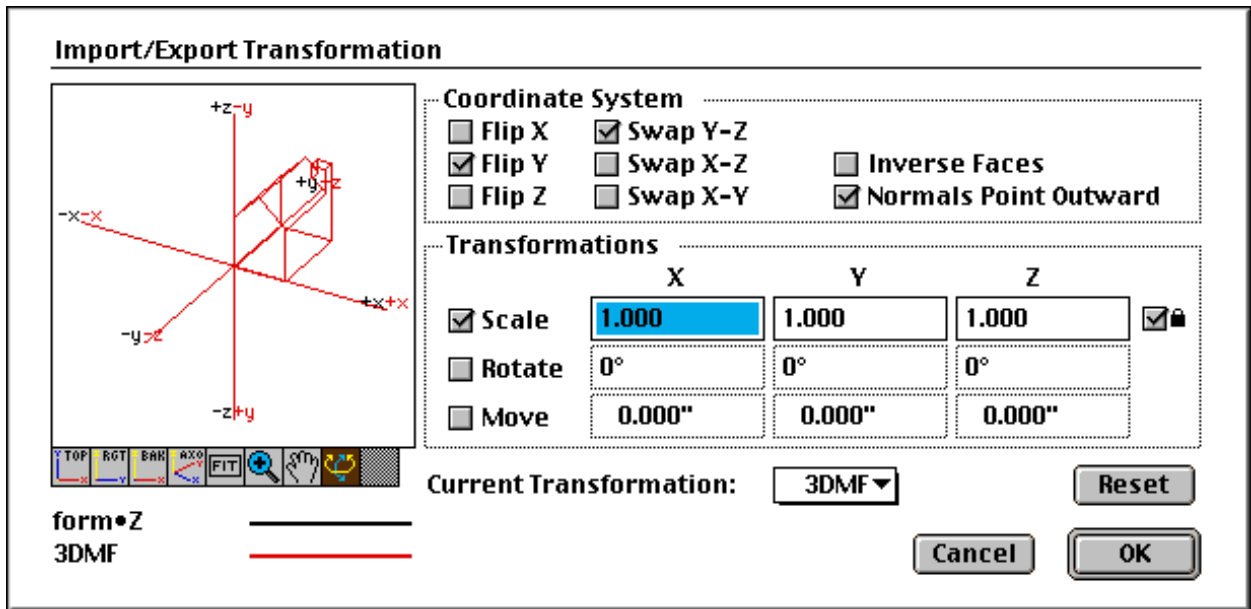 Import/Export Transformation
+z-y
+y+z
-x-x
+x+x
-y-z
-z+y
Y TOP X RGT Y BAK X AXO Y X FIT
form•Z
3DMF
Coordinate System
Flip X Swap Y-Z
Flip Y Swap X-Z Inverse Faces
Flip Z Swap X-Y Normals Point Outward
Transformations
X Y Z
Scale 1.000 1.000 1.000
Rotate 0° 0° 0°
Move 0.000" 0.000" 0.000"
Current Transformation: 3DMF Reset
Cancel OK